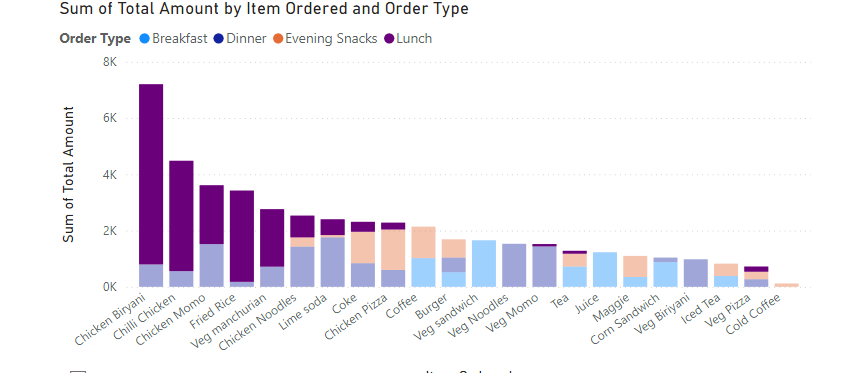 Sum of Total Amount by Item Ordered and Order Type
Order Type Breakfast Dinner Evening Snacks Lunch
Sum of Total Amount
8K
6K
4K
2K
0K
Chicken Biryani
Chilli Chicken
Chicken Momo
Fried Rice
Veg manchurian
Chicken Noodles
Lime soda
Coke
Chicken Pizza
Coffee
Burger
Veg sandwich
Veg Noodles
Veg Momo
Tea
Juice
Maggie
Corn Sandwich
Veg Biriyani
Iced Tea
Veg Pizza
Cold Coffee